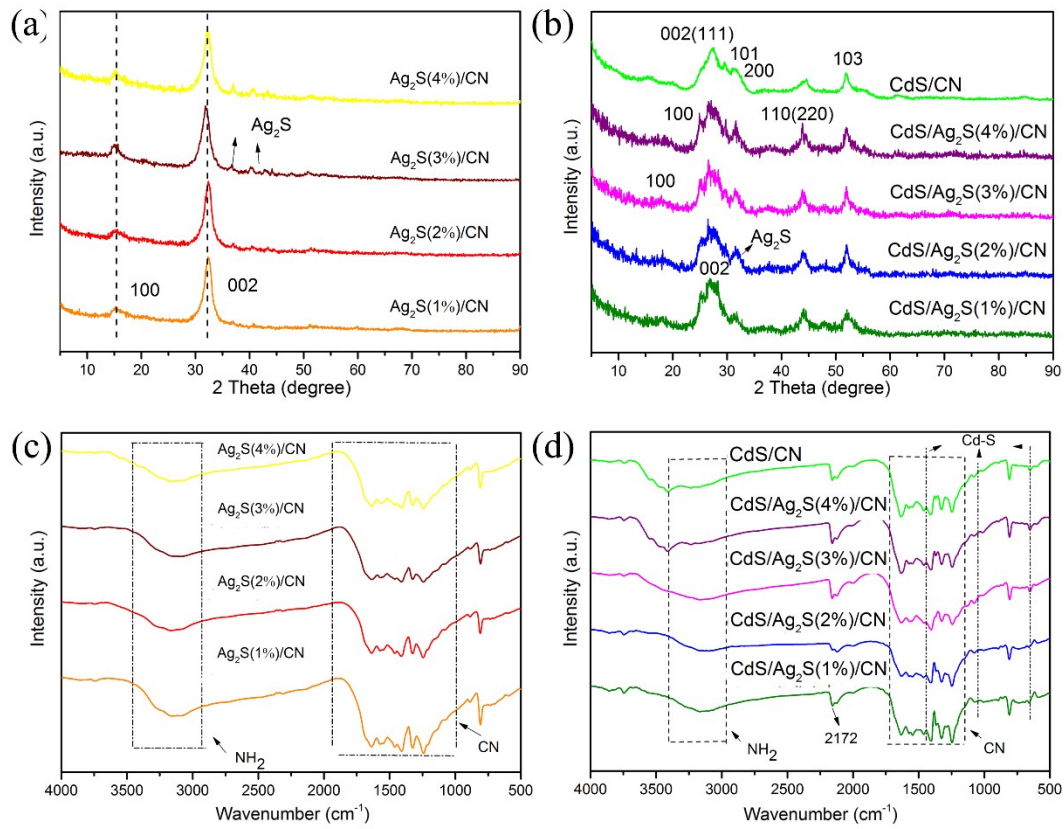 (a)
Ag₂S(4%)/CN
Ag₂S
Ag₂S(3%)/CN
Ag₂S(2%)/CN
100
002
Ag₂S(1%)/CN
Intensity (a.u.)
10 20 30 40 50 60 70 80 90
2 Theta (degree)
(b)
002(111)
101
200
103
CdS/CN
100
110(220)
CdS/Ag₂S(4%)/CN
100
CdS/Ag₂S(3%)/CN
Ag₂S
CdS/Ag₂S(2%)/CN
002
CdS/Ag₂S(1%)/CN
Intensity (a.u.)
10 20 30 40 50 60 70 80 90
2 Theta (degree)
(c)
Ag₂S(4%)/CN
Ag₂S(3%)/CN
Ag₂S(2%)/CN
Ag₂S(1%)/CN
NH₂
CN
Intensity (a.u.)
4000 3500 3000 2500 2000 1500 1000 500
Wavenumber (cm⁻¹)
(d)
Cd-S
CdS/CN
CdS/Ag₂S(4%)/CN
CdS/Ag₂S(3%)/CN
CdS/Ag₂S(2%)/CN
CdS/Ag₂S(1%)/CN
2172
NH₂
CN
Intensity (a.u.)
4000 3500 3000 2500 2000 1500 1000 500
Wavenumber (cm⁻¹)